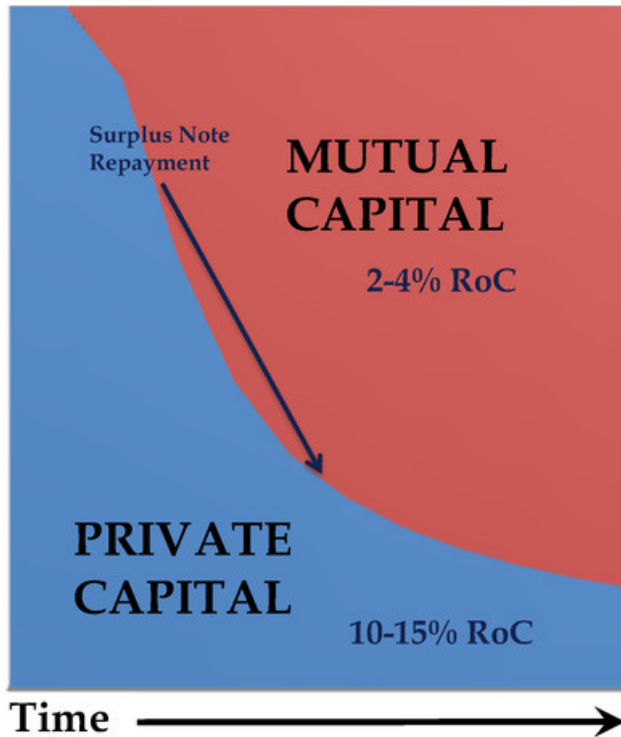 Surplus Note
Repayment
MUTUAL
CAPITAL
2-4% RoC
PRIVATE
CAPITAL
10-15% RoC
Time